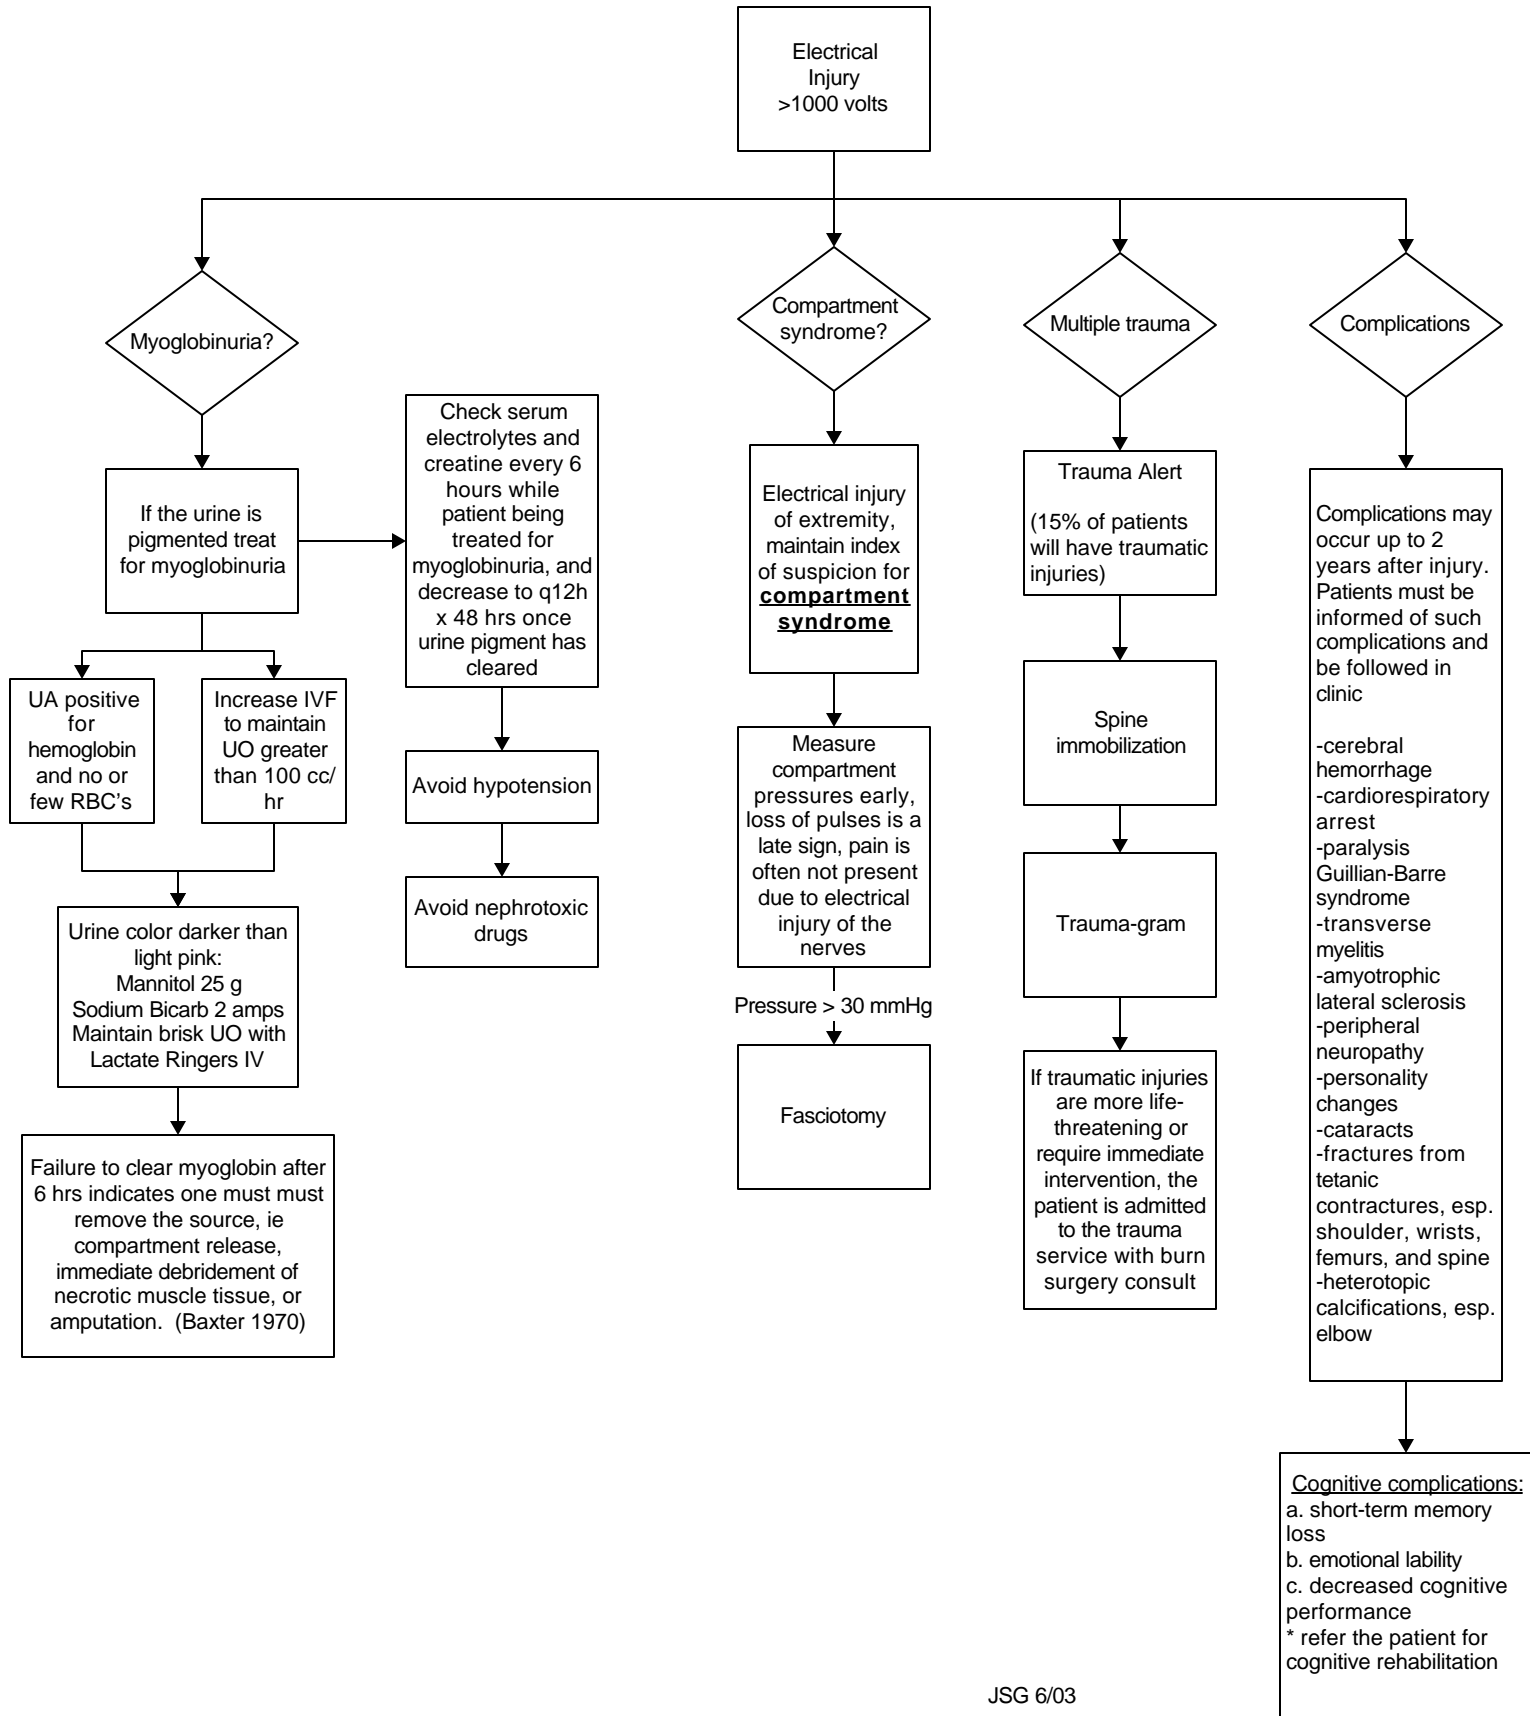 Electrical
Injury
>1000 volts
Myoglobinuria?
If the urine is
pigmented treat
for myoglobinuria
UA positive
for
hemoglobin
and no or
few RBC's
Increase IVF
to maintain
UO greater
than 100 cc/
hr
Urine color darker than
light pink:
Mannitol 25 g
Sodium Bicarb 2 amps
Maintain brisk UO with
Lactate Ringers IV
Failure to clear myoglobin after
6 hrs indicates one must must
remove the source, ie
compartment release,
immediate debridement of
necrotic muscle tissue, or
amputation.  (Baxter 1970)
Check serum
electrolytes and
creatine every 6
hours while
patient being
treated for
myoglobinuria, and
decrease to q12h
x 48 hrs once
urine pigment has
cleared
Avoid hypotension
Avoid nephrotoxic
drugs
Compartment
syndrome?
Electrical injury
of extremity,
maintain index
of suspicion for
compartment
syndrome
Measure
compartment
pressures early,
loss of pulses is a
late sign, pain is
often not present
due to electrical
injury of the
nerves
Pressure > 30 mmHg
Fasciotomy
Multiple trauma
Trauma Alert
(15% of patients
will have traumatic
injuries)
Spine
immobilization
Trauma-gram
If traumatic injuries
are more life-
threatening or
require immediate
intervention, the
patient is admitted
to the trauma
service with burn
surgery consult
Complications
Complications may
occur up to 2
years after injury.
Patients must be
informed of such
complications and
be followed in
clinic
-cerebral
hemorrhage
-cardiorespiratory
arrest
-paralysis
Guillian-Barre
syndrome
-transverse
myelitis
-amyotrophic
lateral sclerosis
-peripheral
neuropathy
-personality
changes
-cataracts
-fractures from
tetanic
contractures, esp.
shoulder, wrists,
femurs, and spine
-heterotopic
calcifications, esp.
elbow
Cognitive complications:
a. short-term memory
loss
b. emotional lability
c. decreased cognitive
performance
* refer the patient for
cognitive rehabilitation
JSG 6/03